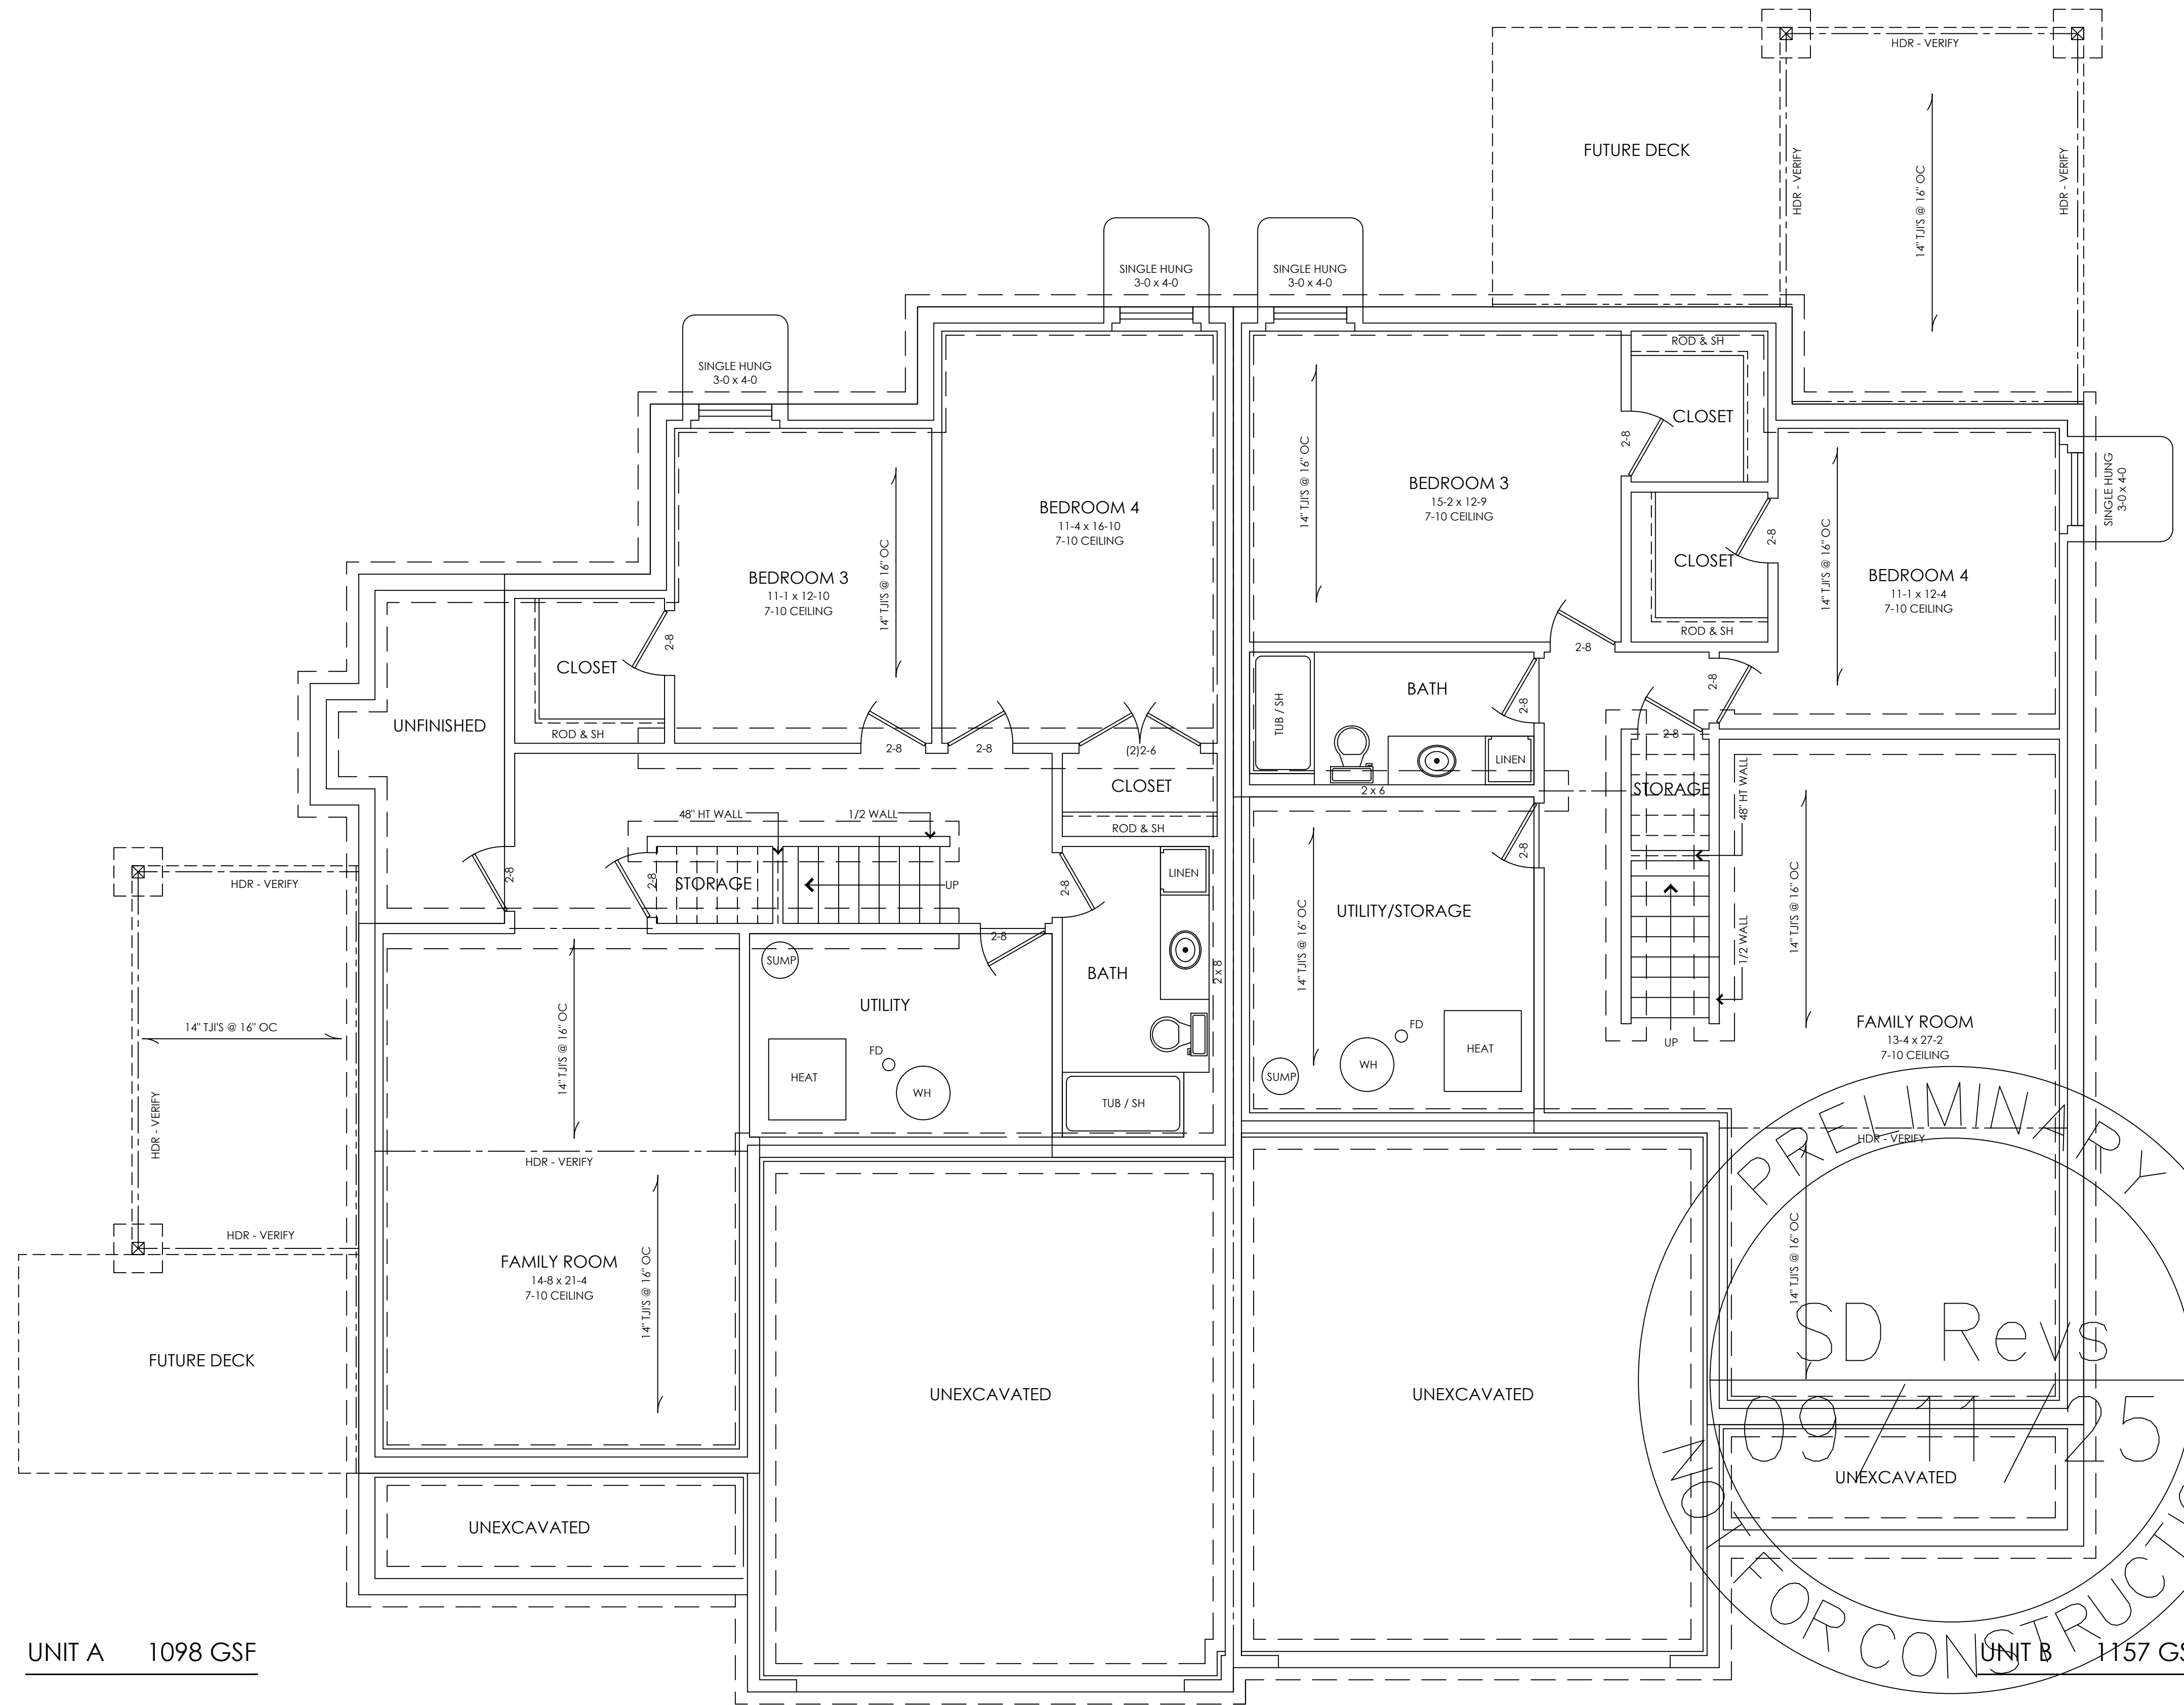 HDR - VERIFY
FUTURE DECK
HDR - VERIFY
14" TJI'S @ 16" OC
HDR - VERIFY
SINGLE HUNG
3-0 x 4-0
SINGLE HUNG
3-0 x 4-0
SINGLE HUNG
3-0 x 4-0
ROD & SH
CLOSET
2-8
14" TJI'S @ 16" OC
BEDROOM 3
15-2 x 12-9
7-10 CEILING
SINGLE HUNG
3-0 x 4-0
BEDROOM 4
11-4 x 16-10
7-10 CEILING
14" TJI'S @ 16" OC
BEDROOM 3
11-1 x 12-10
7-10 CEILING
CLOSET
2-8
14" TJI'S @ 16" OC
BEDROOM 4
11-1 x 12-4
7-10 CEILING
ROD & SH
2-8
CLOSET
2-8
2-8
UNFINISHED
ROD & SH
2-8
2-8
(2)2-6
CLOSET
ROD & SH
TUB / SH
BATH
2-8
LINEN
2 x 6
2-8
STORAGE
48" HT WALL
48" HT WALL
1/2 WALL
2-8
2-8
STORAGE
UP
2-8
LINEN
2-8
HDR - VERIFY
UTILITY/STORAGE
14" TJI'S @ 16" OC
1/2 WALL
14" TJI'S @ 16" OC
2-8
SUMP
BATH
2 x 8
UTILITY
14" TJI'S @ 16" OC
14" TJI'S @ 16" OC
FD
HEAT
WH
TUB / SH
FD
SUMP
WH
HEAT
UP
FAMILY ROOM
13-4 x 27-2
7-10 CEILING
HDR - VERIFY
HDR - VERIFY
HDR - VERIFY
HDR - VERIFY
FAMILY ROOM
14-8 x 21-4
7-10 CEILING
14" TJI'S @ 16" OC
14" TJI'S @ 16" OC
FUTURE DECK
UNEXCAVATED
UNEXCAVATED
PRELIMINARY
SD Revs
09/11/25
UNEXCAVATED
UNEXCAVATED
NOT FOR CONSTRUCTIO
UNIT A 1098 GSF
UNIT B 1157 GS